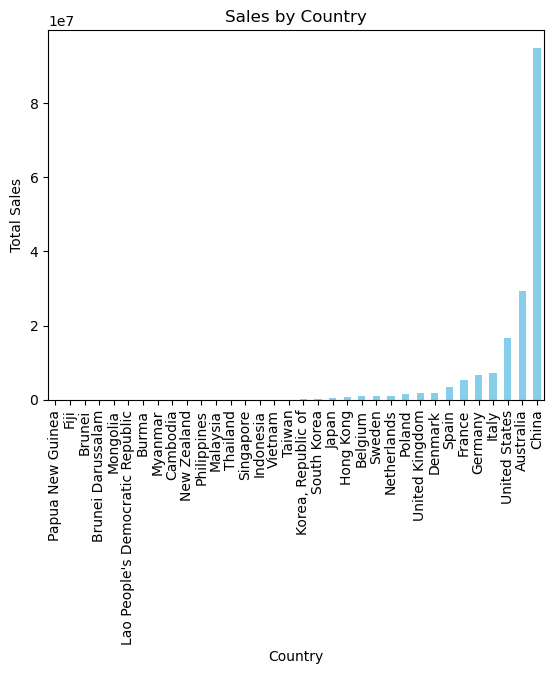 Sales by Country
1e7
8
6
4
2
0
Total Sales
Papua New Guinea
Fiji
Brunei
Brunei Darussalam
Mongolia
Lao People's Democratic Republic
Burma
Myanmar
Cambodia
New Zealand
Philippines
Malaysia
Thailand
Singapore
Indonesia
Vietnam
Taiwan
Korea, Republic of
South Korea
Japan
Hong Kong
Belgium
Sweden
Netherlands
Poland
United Kingdom
Denmark
Spain
France
Germany
Italy
United States
Australia
China
Country